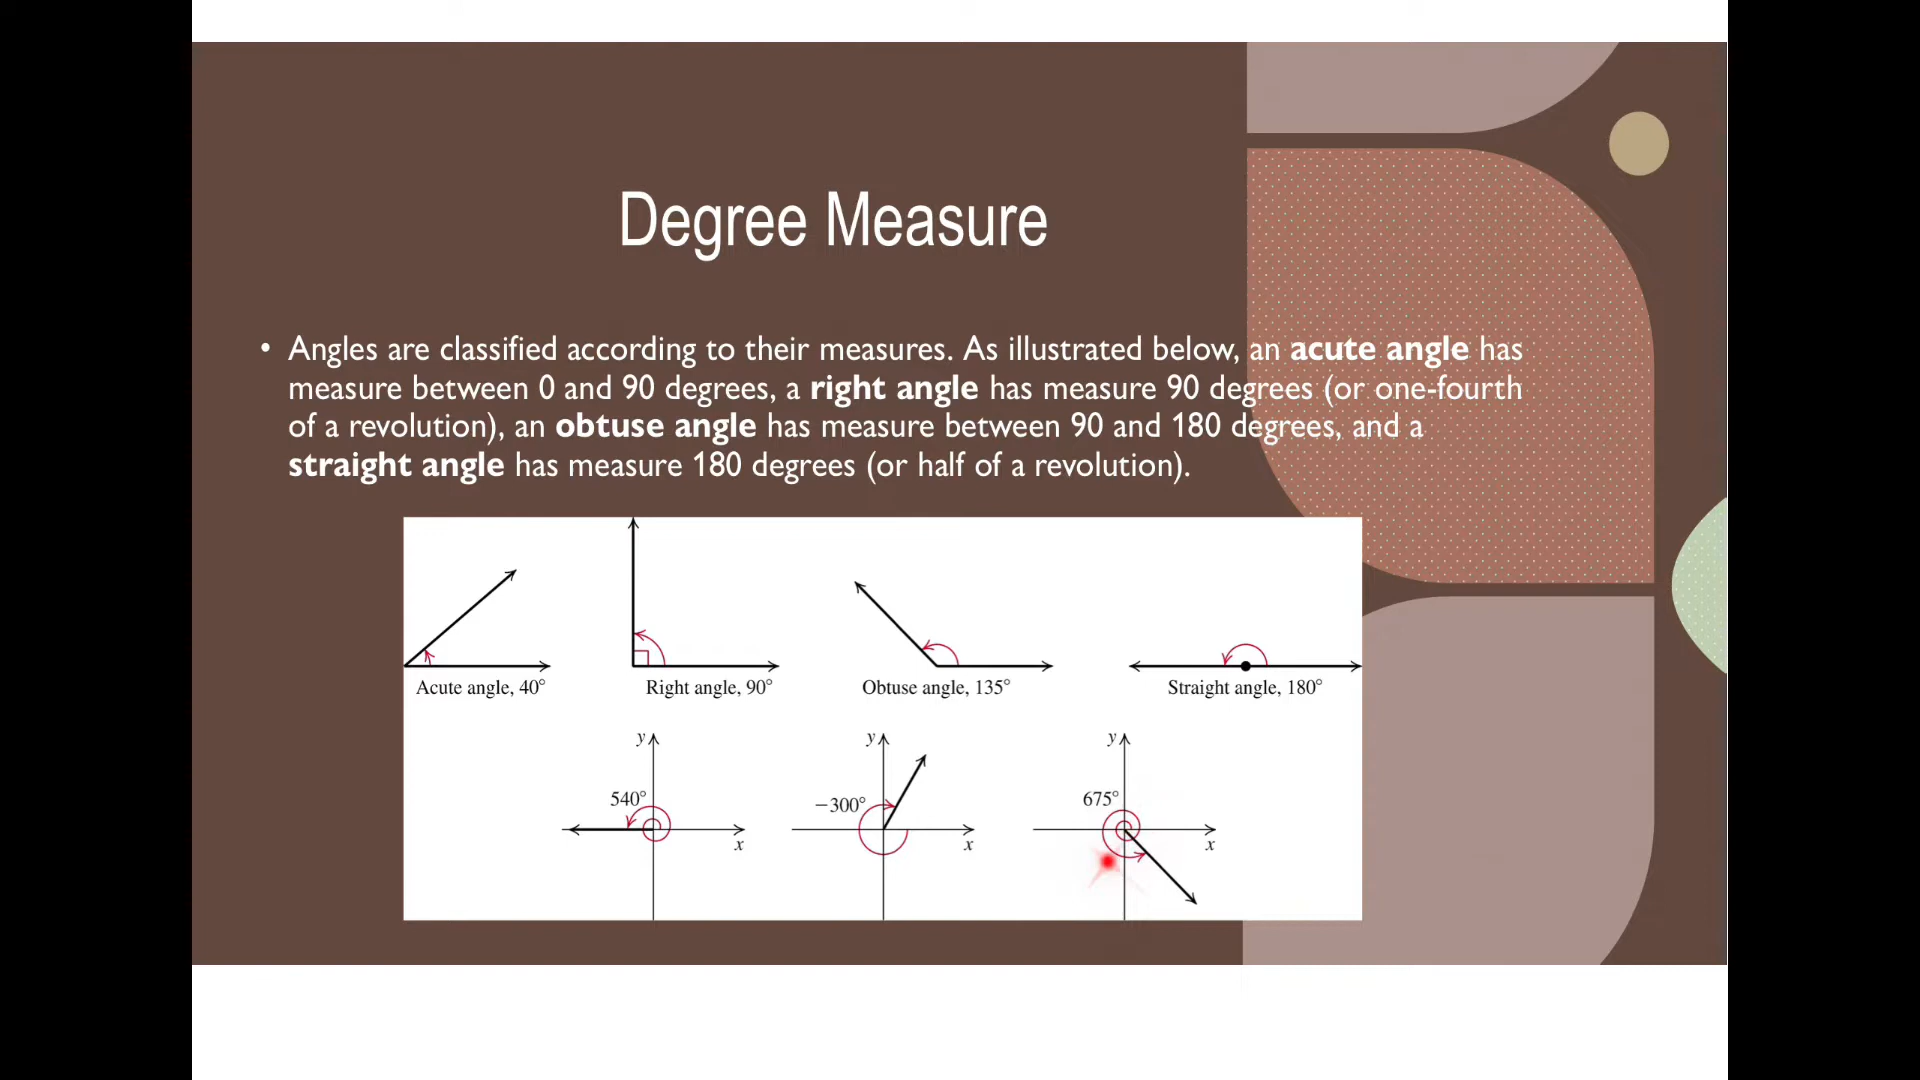 Degree Measure
• Angles are classified according to their measures. As illustrated below, an acute angle has
measure between 0 and 90 degrees, a right angle has measure 90 degrees (or one-fourth
of a revolution), an obtuse angle has measure between 90 and 180 degrees, and a
straight angle has measure 180 degrees (or half of a revolution).
Acute angle, 40° Right angle, 90° Obtuse angle, 135° Straight angle, 180°
y y y
540° −300° 675°
x x x